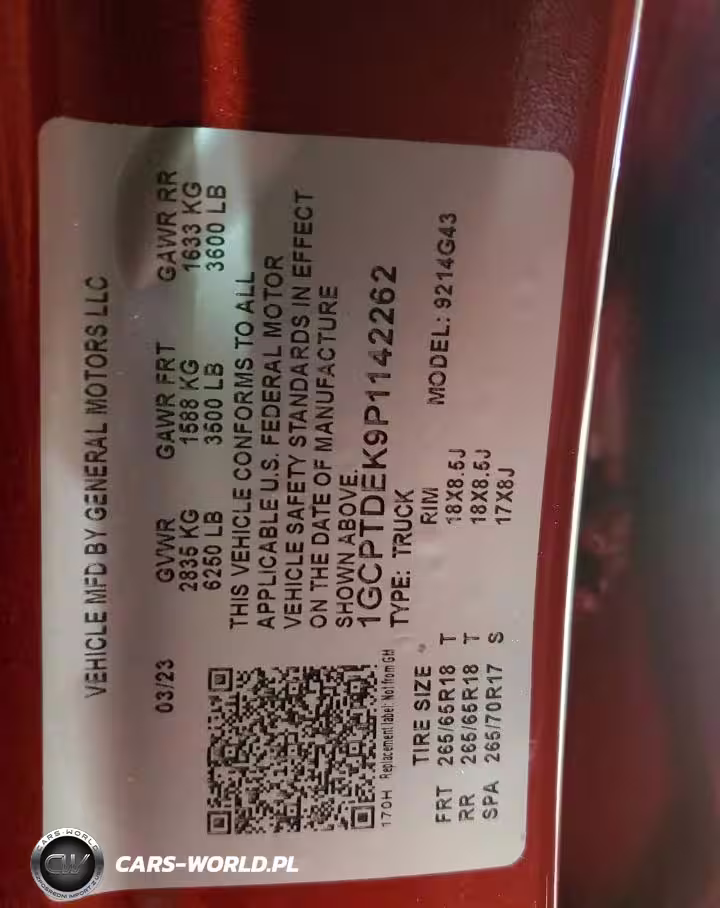 VEHICLE MFD BY GENERAL MOTORS LLC
03/23 GVWR GAWR FRT GAWR RR
2835 KG 1588 KG 1633 KG
6250 LB 3500 LB 3600 LB
THIS VEHICLE CONFORMS TO ALL
APPLICABLE U.S. FEDERAL MOTOR
VEHICLE SAFETY STANDARDS IN EFFECT
ON THE DATE OF MANUFACTURE
SHOWN ABOVE.
1GCPTDEK9P1142262
170H Replacement label: Not from GM
TYPE: TRUCK MODEL: 9214G43
TIRE SIZE RIM
FRT 265/65R18 T 18X8.5J
RR 265/65R18 T 18X8.5J
SPA 265/70R17 S 17X8J
CARS-WORLD
CW
CARS-WORLD.PL